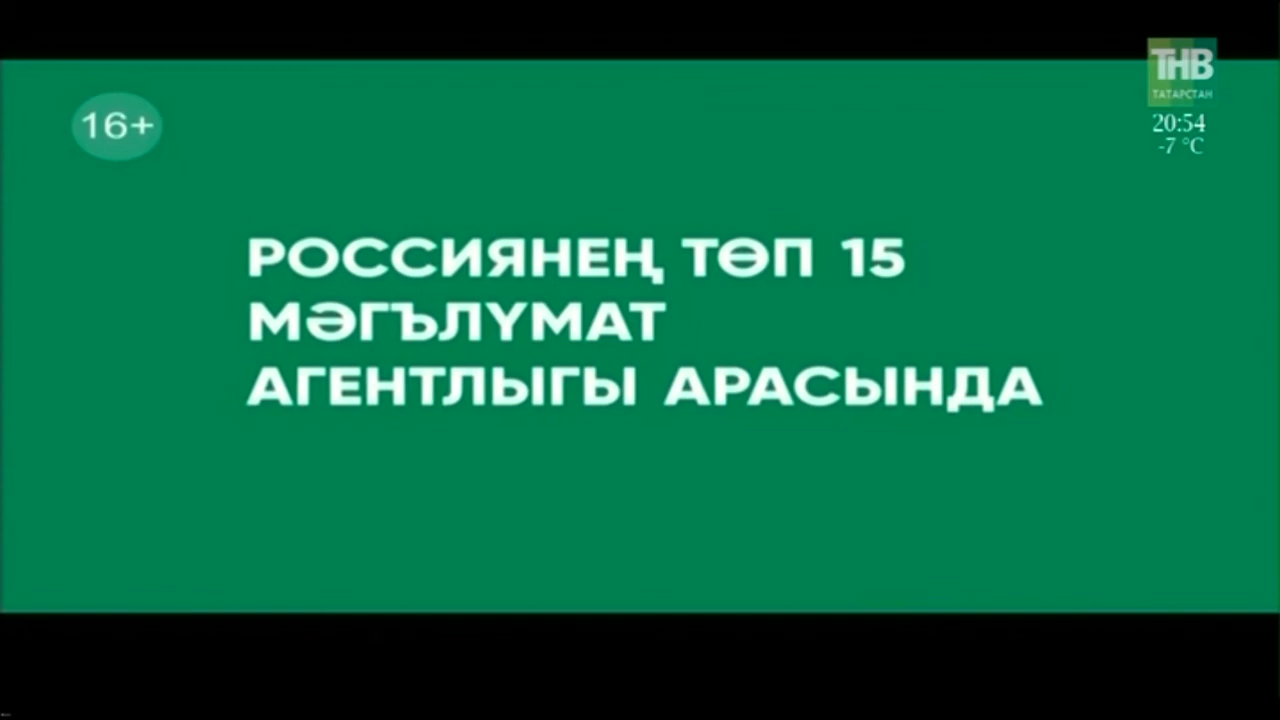 ТНВ
ТАТАРСТАН
16+
20:54
-7 °C
РОССИЯНЕҢ ТӨП 15
МӘГЪЛҮМАТ
АГЕНТЛЫГЫ АРАСЫНДА